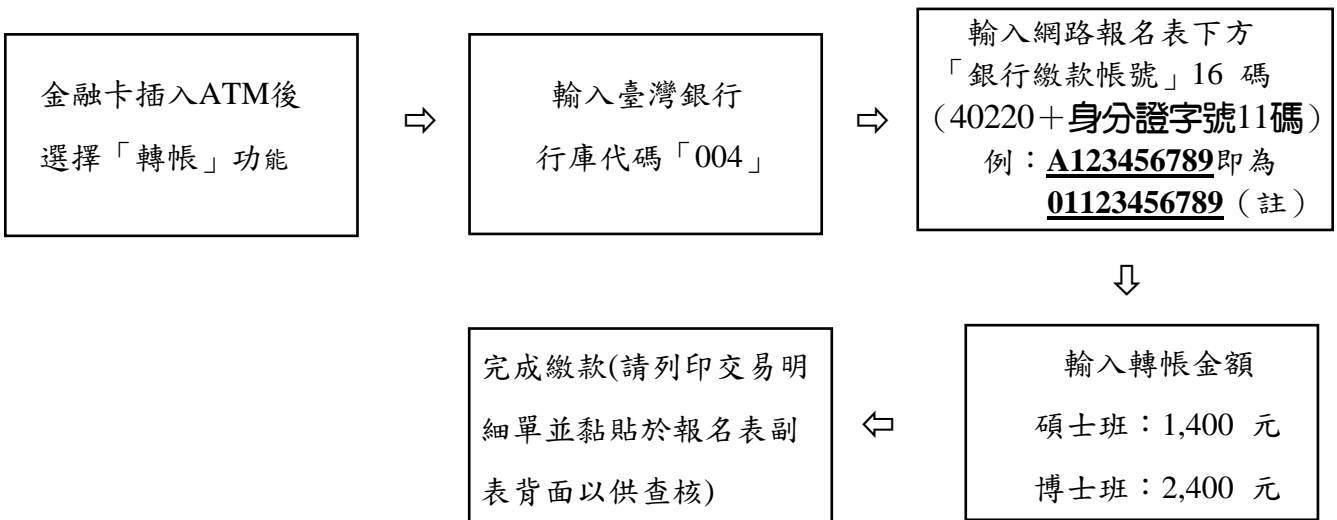 金融卡插入ATM後
選擇「轉帳」功能
⇨
輸入臺灣銀行
行庫代碼「004」
⇨
輸入網路報名表下方
「銀行繳款帳號」16 碼
（40220＋身分證字號11碼）
例：A123456789即為
01123456789（註）
⇩
輸入轉帳金額
碩士班：1,400 元
博士班：2,400 元
⇦
完成繳款(請列印交易明
細單並黏貼於報名表副
表背面以供查核)